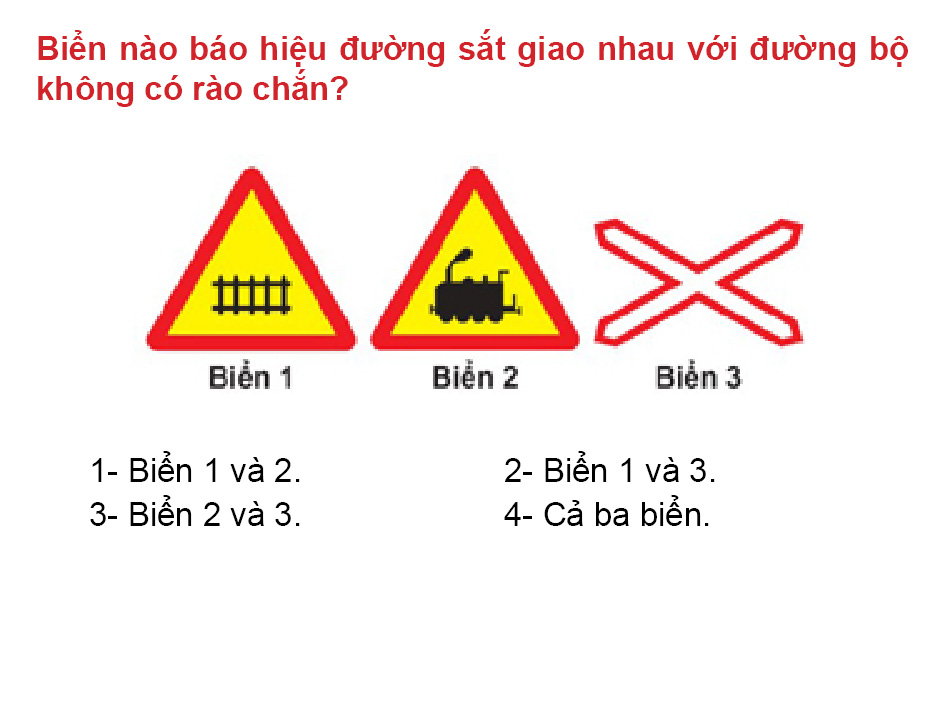 Biển nào báo hiệu đường sắt giao nhau với đường bộ
không có rào chắn?
Biển 1
Biển 2
Biển 3
1- Biển 1 và 2.
2- Biển 1 và 3.
3- Biển 2 và 3.
4- Cả ba biển.